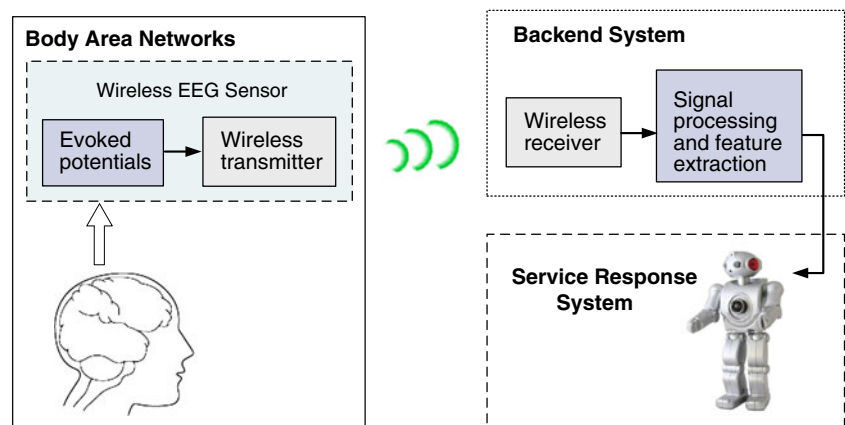 Body Area Networks
Wireless EEG Sensor
Evoked
potentials
Wireless
transmitter
Backend System
Wireless
receiver
Signal
processing
and feature
extraction
Service Response
System